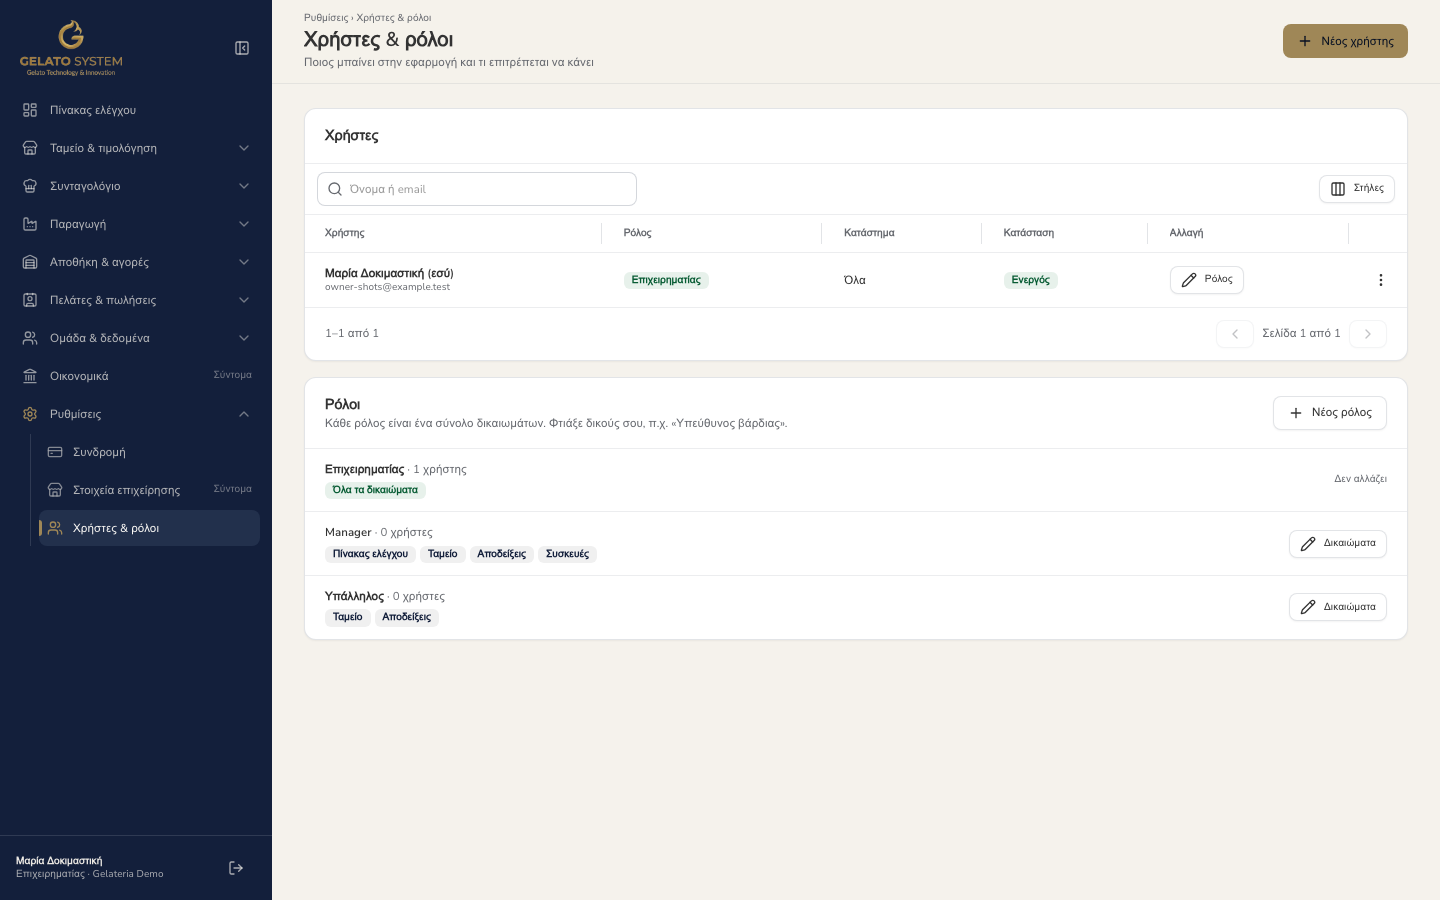 GELATO SYSTEM
Gelato Technology & Innovation
Πίνακας ελέγχου
Ταμείο & τιμολόγηση
Συνταγολόγιο
Παραγωγή
Αποθήκη & αγορές
Πελάτες & πωλήσεις
Ομάδα & δεδομένα
Οικονομικά Σύντομα
Ρυθμίσεις
Συνδρομή
Στοιχεία επιχείρησης Σύντομα
Χρήστες & ρόλοι
Μαρία Δοκιμαστική
Επιχειρηματίας · Gelateria Demo
Ρυθμίσεις › Χρήστες & ρόλοι
Χρήστες & ρόλοι
Ποιος μπαίνει στην εφαρμογή και τι επιτρέπεται να κάνει
Νέος χρήστης
Χρήστες
Όνομα ή email
Στήλες
Χρήστης Ρόλος Κατάστημα Κατάσταση Αλλαγή
Μαρία Δοκιμαστική (εσύ) Επιχειρηματίας Όλα Ενεργός Ρόλος
owner-shots@example.test
1–1 από 1 Σελίδα 1 από 1
Ρόλοι
Κάθε ρόλος είναι ένα σύνολο δικαιωμάτων. Φτιάξε δικούς σου, π.χ. «Υπεύθυνος βάρδιας».
Νέος ρόλος
Επιχειρηματίας · 1 χρήστης
Όλα τα δικαιώματα
Δεν αλλάζει
Manager · 0 χρήστες
Πίνακας ελέγχου Ταμείο Αποδείξεις Συσκευές
Δικαιώματα
Υπάλληλος · 0 χρήστες
Ταμείο Αποδείξεις
Δικαιώματα